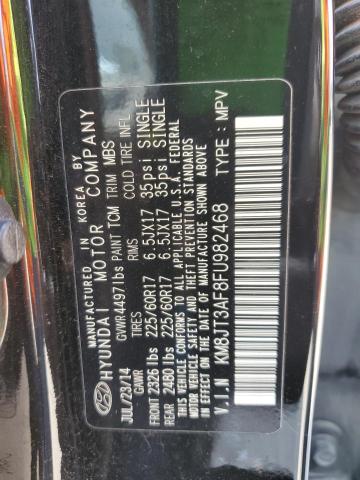 MANUFACTURED IN KOREA BY
HYUNDAI MOTOR COMPANY
GVWR 4497 lbs PAINT TCM TRIM MBS
JUL/23/14
GAWR TIRES RIMS COLD TIRE INFL
FRONT 2326 lbs 225/60R17 6.5JX17 35psi SINGLE
REAR 2480 lbs 225/60R17 6.5JX17 35psi SINGLE
THIS VEHICLE CONFORMS TO ALL APPLICABLE U.S.A. FEDERAL
MOTOR VEHICLE SAFETY, BUMPER, AND THEFT PREVENTION STANDARDS
IN EFFECT ON THE DATE OF MANUFACTURE SHOWN ABOVE
V.I.N : KM8JT3AF8FU982468 TYPE : MPV